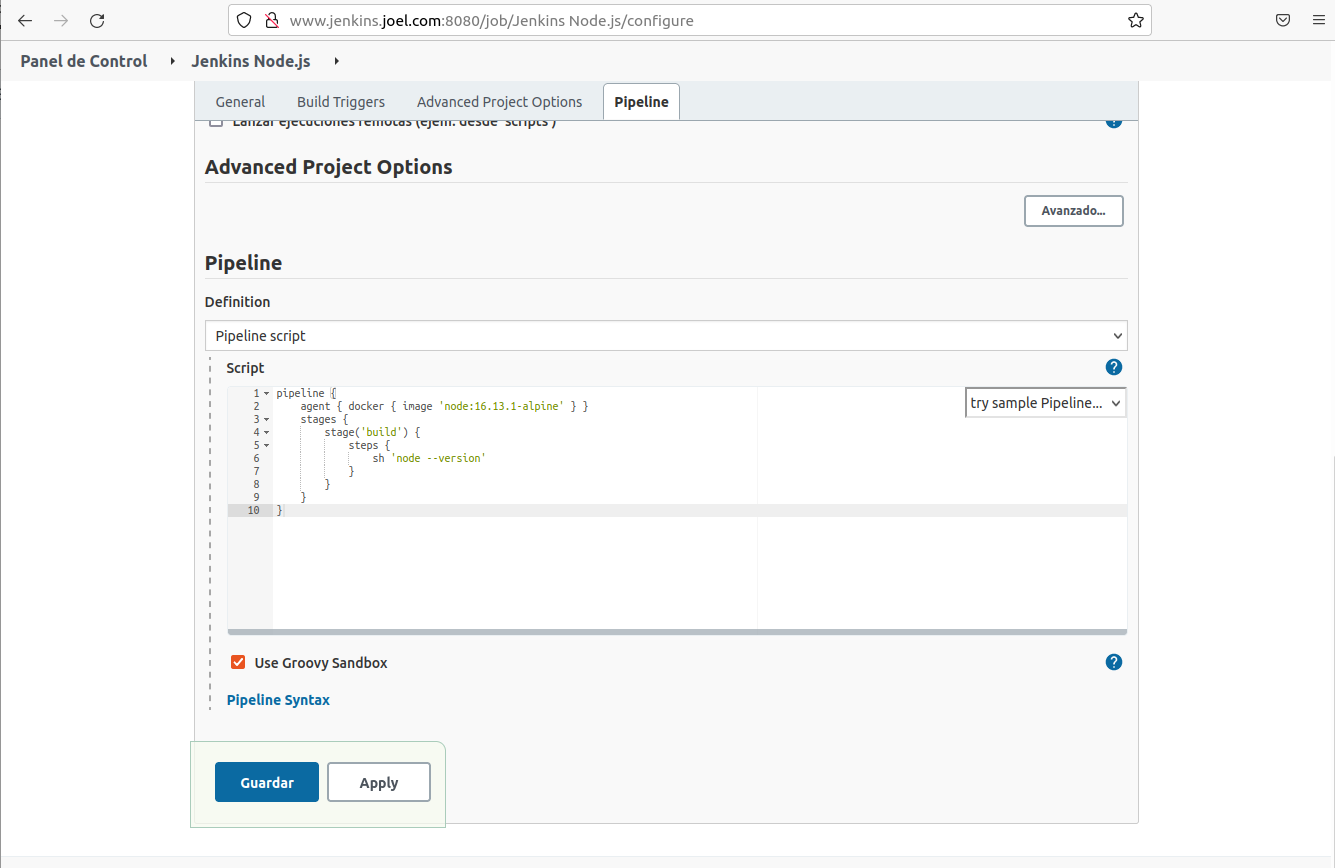 www.jenkins.joel.com:8080/job/Jenkins Node.js/configure
Panel de Control
Jenkins Node.js
General
Build Triggers
Advanced Project Options
Pipeline
Lanzar ejecuciones remotas (ejem: desde 'scripts')
Advanced Project Options
Avanzado...
Pipeline
Definition
Pipeline script
Script
try sample Pipeline...
1 pipeline {
2     agent { docker { image 'node:16.13.1-alpine' } }
3     stages {
4         stage('build') {
5             steps {
6                 sh 'node --version'
7             }
8         }
9     }
10 }
Use Groovy Sandbox
Pipeline Syntax
Guardar
Apply